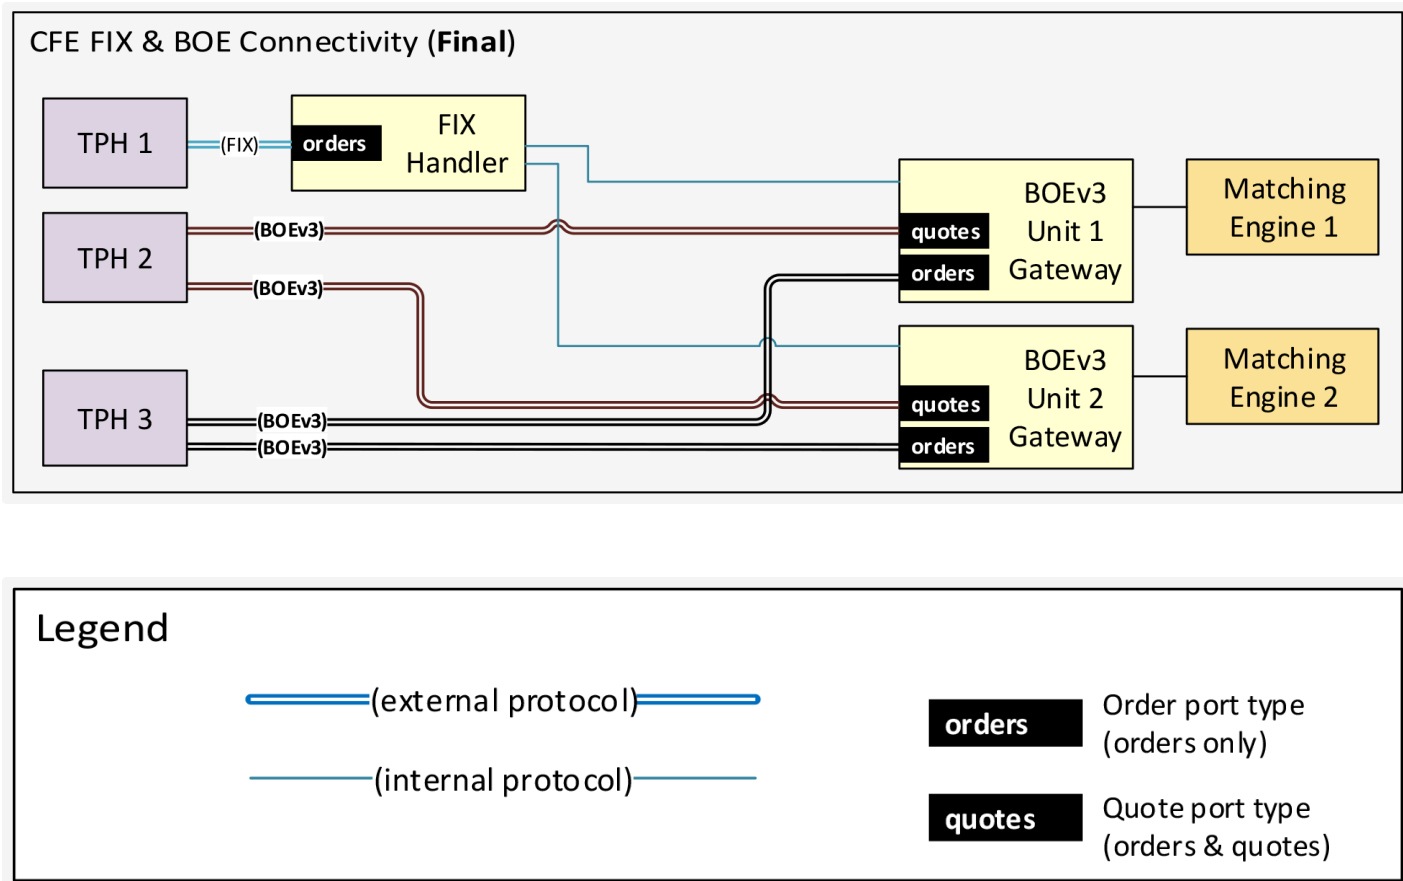 CFE FIX & BOE Connectivity (Final)
TPH 1
(FIX)
orders
FIX
Handler
TPH 2
(BOEv3)
(BOEv3)
TPH 3
(BOEv3)
(BOEv3)
quotes
orders
BOEv3
Unit 1
Gateway
Matching
Engine 1
quotes
orders
BOEv3
Unit 2
Gateway
Matching
Engine 2
Legend
(external protocol)
(internal protocol)
orders
Order port type
(orders only)
quotes
Quote port type
(orders & quotes)